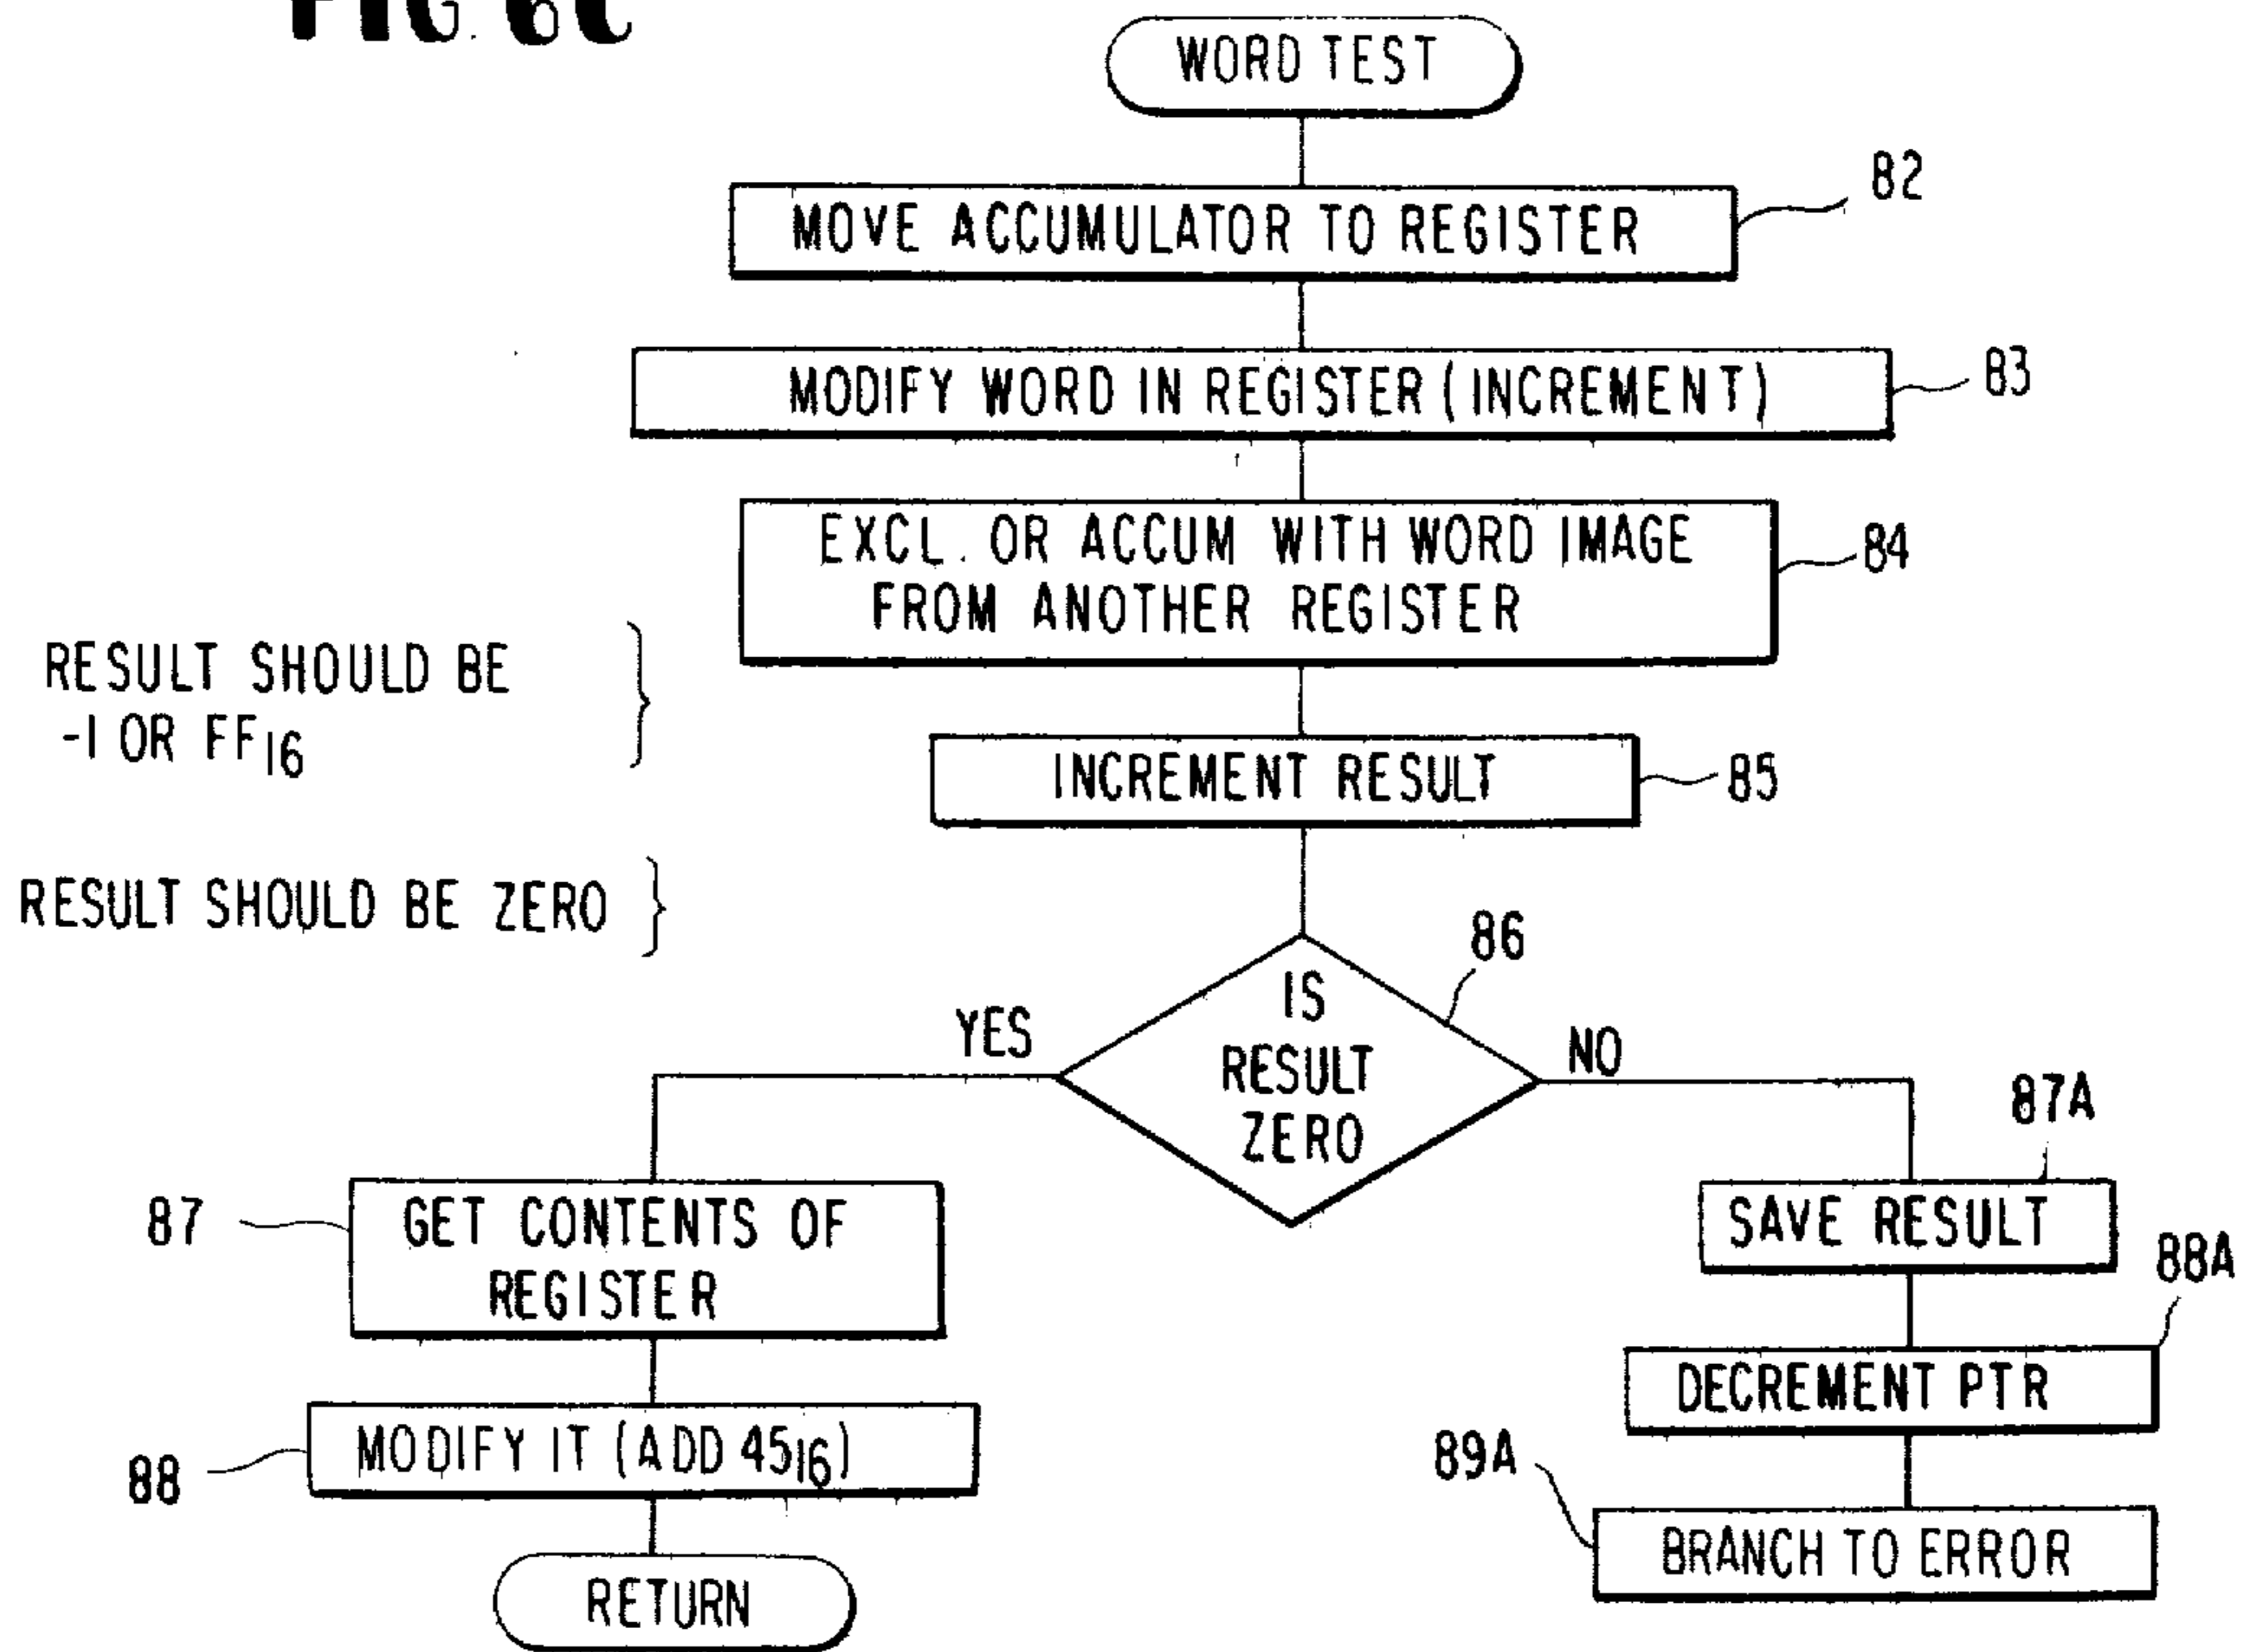 FIG. 6C
WORD TEST
82
MOVE ACCUMULATOR TO REGISTER
83
MODIFY WORD IN REGISTER (INCREMENT)
EXCL. OR ACCUM WITH WORD IMAGE
FROM ANOTHER REGISTER
84
RESULT SHOULD BE
-1 OR FF16
INCREMENT RESULT
85
RESULT SHOULD BE ZERO
86
IS
RESULT
ZERO
YES
NO
87A
87
GET CONTENTS OF
REGISTER
SAVE RESULT
88A
DECREMENT PTR
88
MODIFY IT (ADD 4516)
89A
BRANCH TO ERROR
RETURN